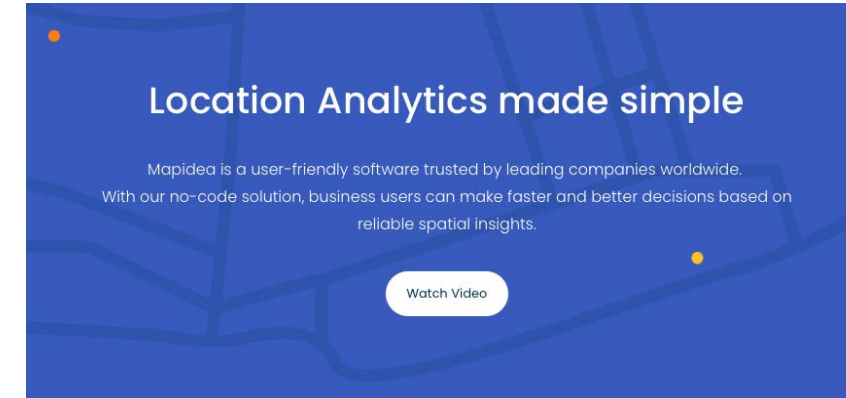 Location Analytics made simple
Mapidea is a user-friendly software trusted by leading companies worldwide.
With our no-code solution, business users can make faster and better decisions based on
reliable spatial insights.
Watch Video